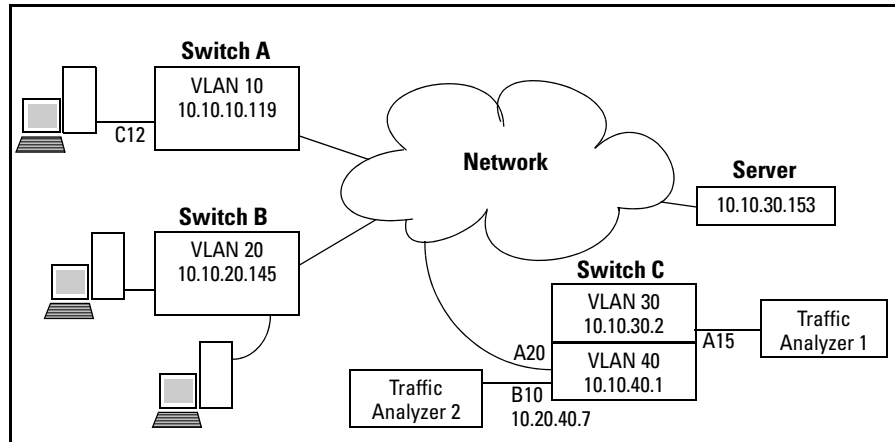 Switch A
VLAN 10
10.10.10.119
C12
Network
Server
10.10.30.153
Switch B
VLAN 20
10.10.20.145
Switch C
VLAN 30
10.10.30.2
A15
Traffic
Analyzer 1
A20
VLAN 40
10.10.40.1
Traffic
Analyzer 2
B10
10.20.40.7